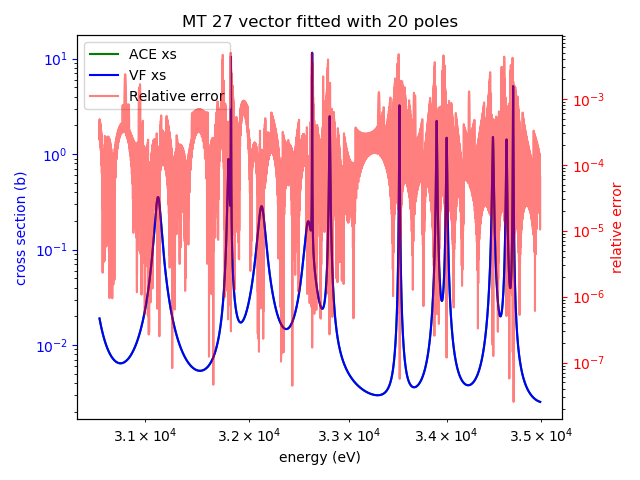 MT 27 vector fitted with 20 poles
ACE xs
VF xs
Relative error
cross section (b)
10¹
10⁰
10⁻¹
10⁻²
relative error
10⁻³
10⁻⁴
10⁻⁵
10⁻⁶
10⁻⁷
3.1 × 10⁴ 3.2 × 10⁴ 3.3 × 10⁴ 3.4 × 10⁴ 3.5 × 10⁴
energy (eV)